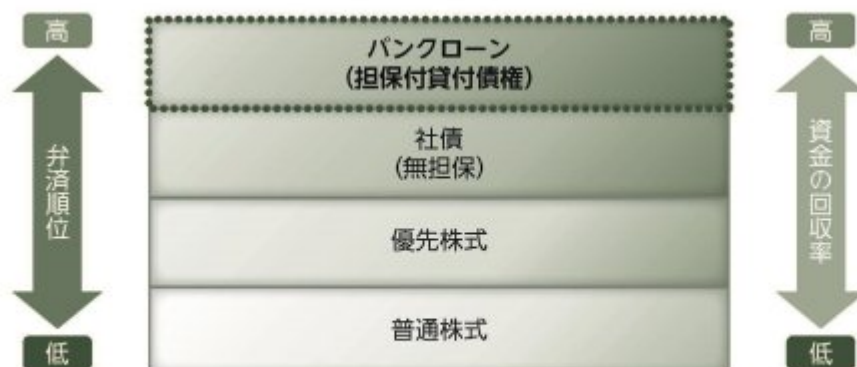 高
弁済順位
低
バンクローン
(担保付貸付債権)
社債
(無担保)
優先株式
普通株式
高
資金の回収率
低